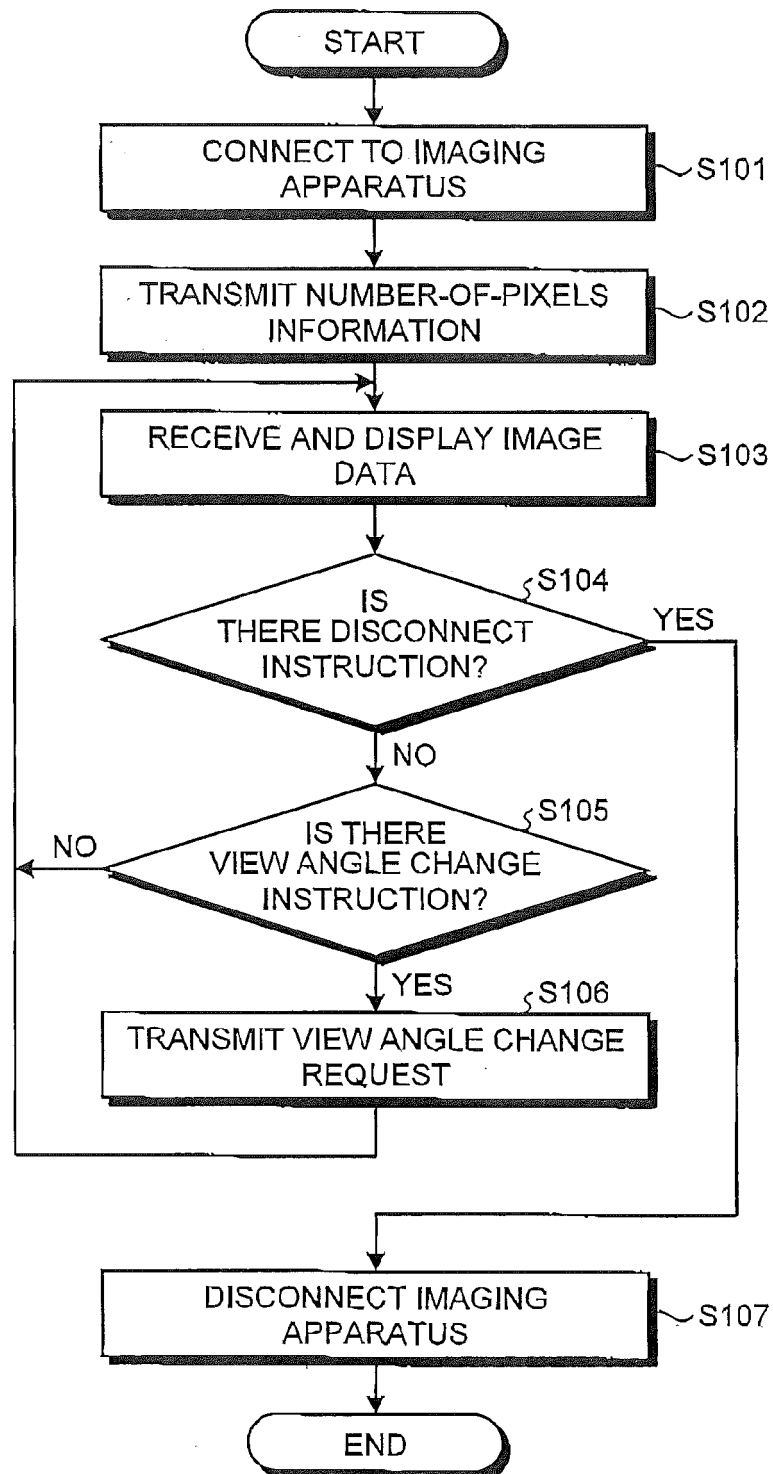 START
CONNECT TO IMAGING
APPARATUS
S101
TRANSMIT NUMBER-OF-PIXELS
INFORMATION
S102
RECEIVE AND DISPLAY IMAGE
DATA
S103
S104
IS
THERE DISCONNECT
INSTRUCTION?
YES
NO
S105
IS THERE
VIEW ANGLE CHANGE
INSTRUCTION?
NO
YES
S106
TRANSMIT VIEW ANGLE CHANGE
REQUEST
DISCONNECT IMAGING
APPARATUS
S107
END